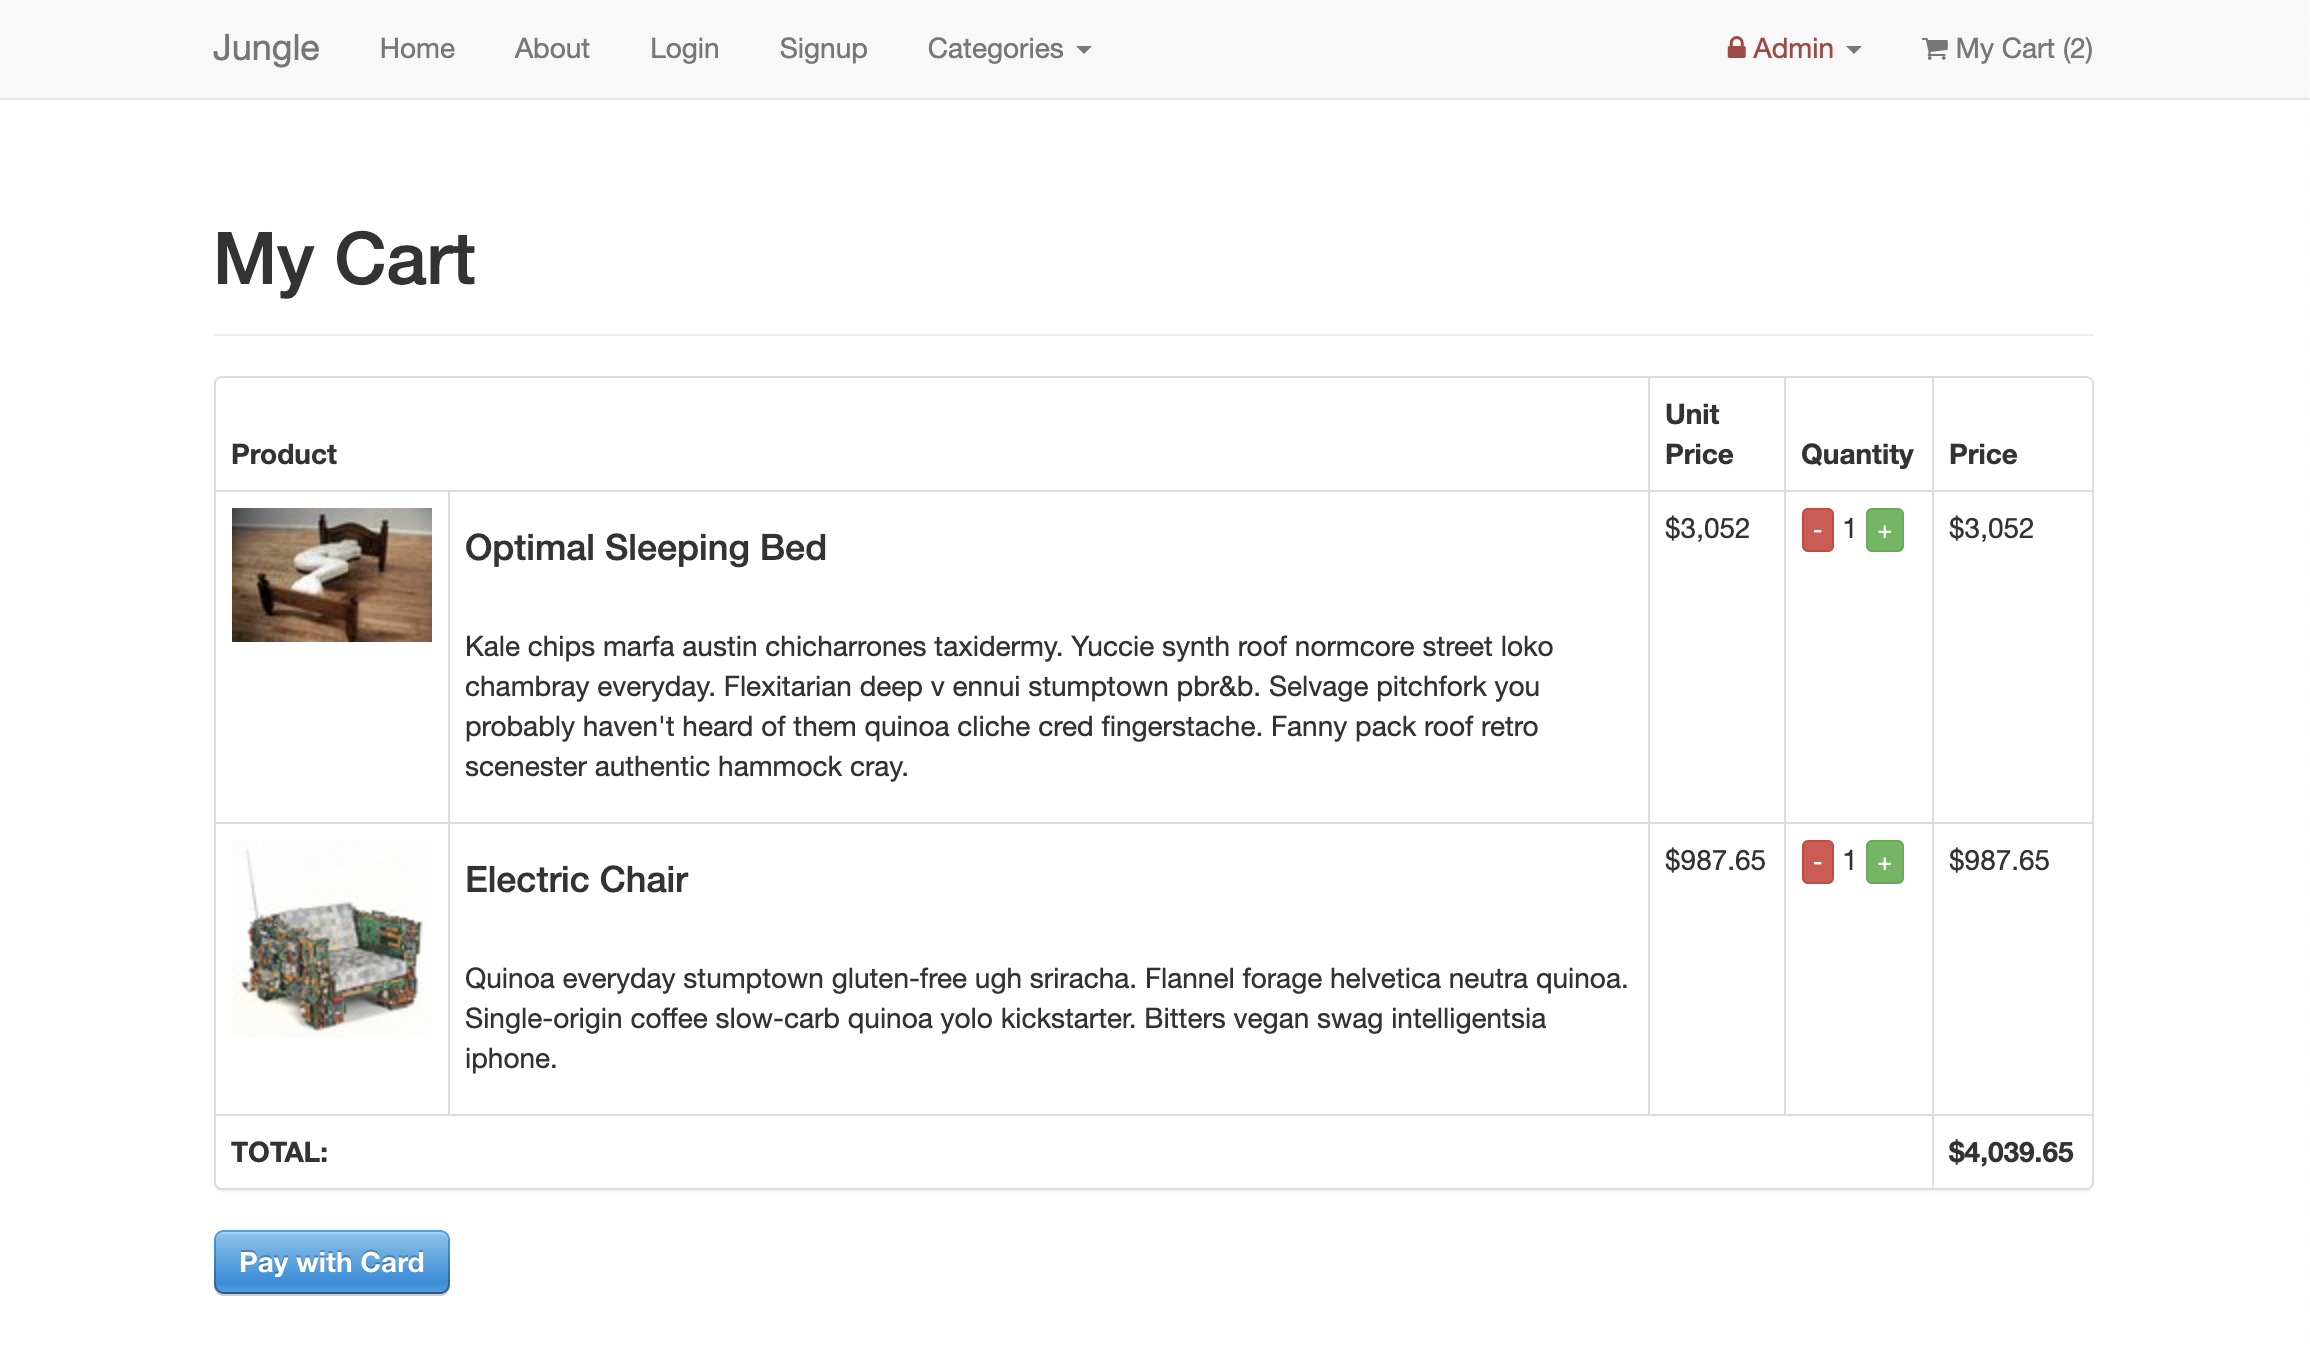 Jungle Home About Login Signup Categories Admin My Cart (2)
My Cart
Product Unit Price Quantity Price
Optimal Sleeping Bed $3,052 - 1 + $3,052
Kale chips marfa austin chicharrones taxidermy. Yuccie synth roof normcore street loko
chambray everyday. Flexitarian deep v ennui stumptown pbr&b. Selvage pitchfork you
probably haven't heard of them quinoa cliche cred fingerstache. Fanny pack roof retro
scenester authentic hammock cray.
Electric Chair $987.65 - 1 + $987.65
Quinoa everyday stumptown gluten-free ugh sriracha. Flannel forage helvetica neutra quinoa.
Single-origin coffee slow-carb quinoa yolo kickstarter. Bitters vegan swag intelligentsia
iphone.
TOTAL: $4,039.65
Pay with Card